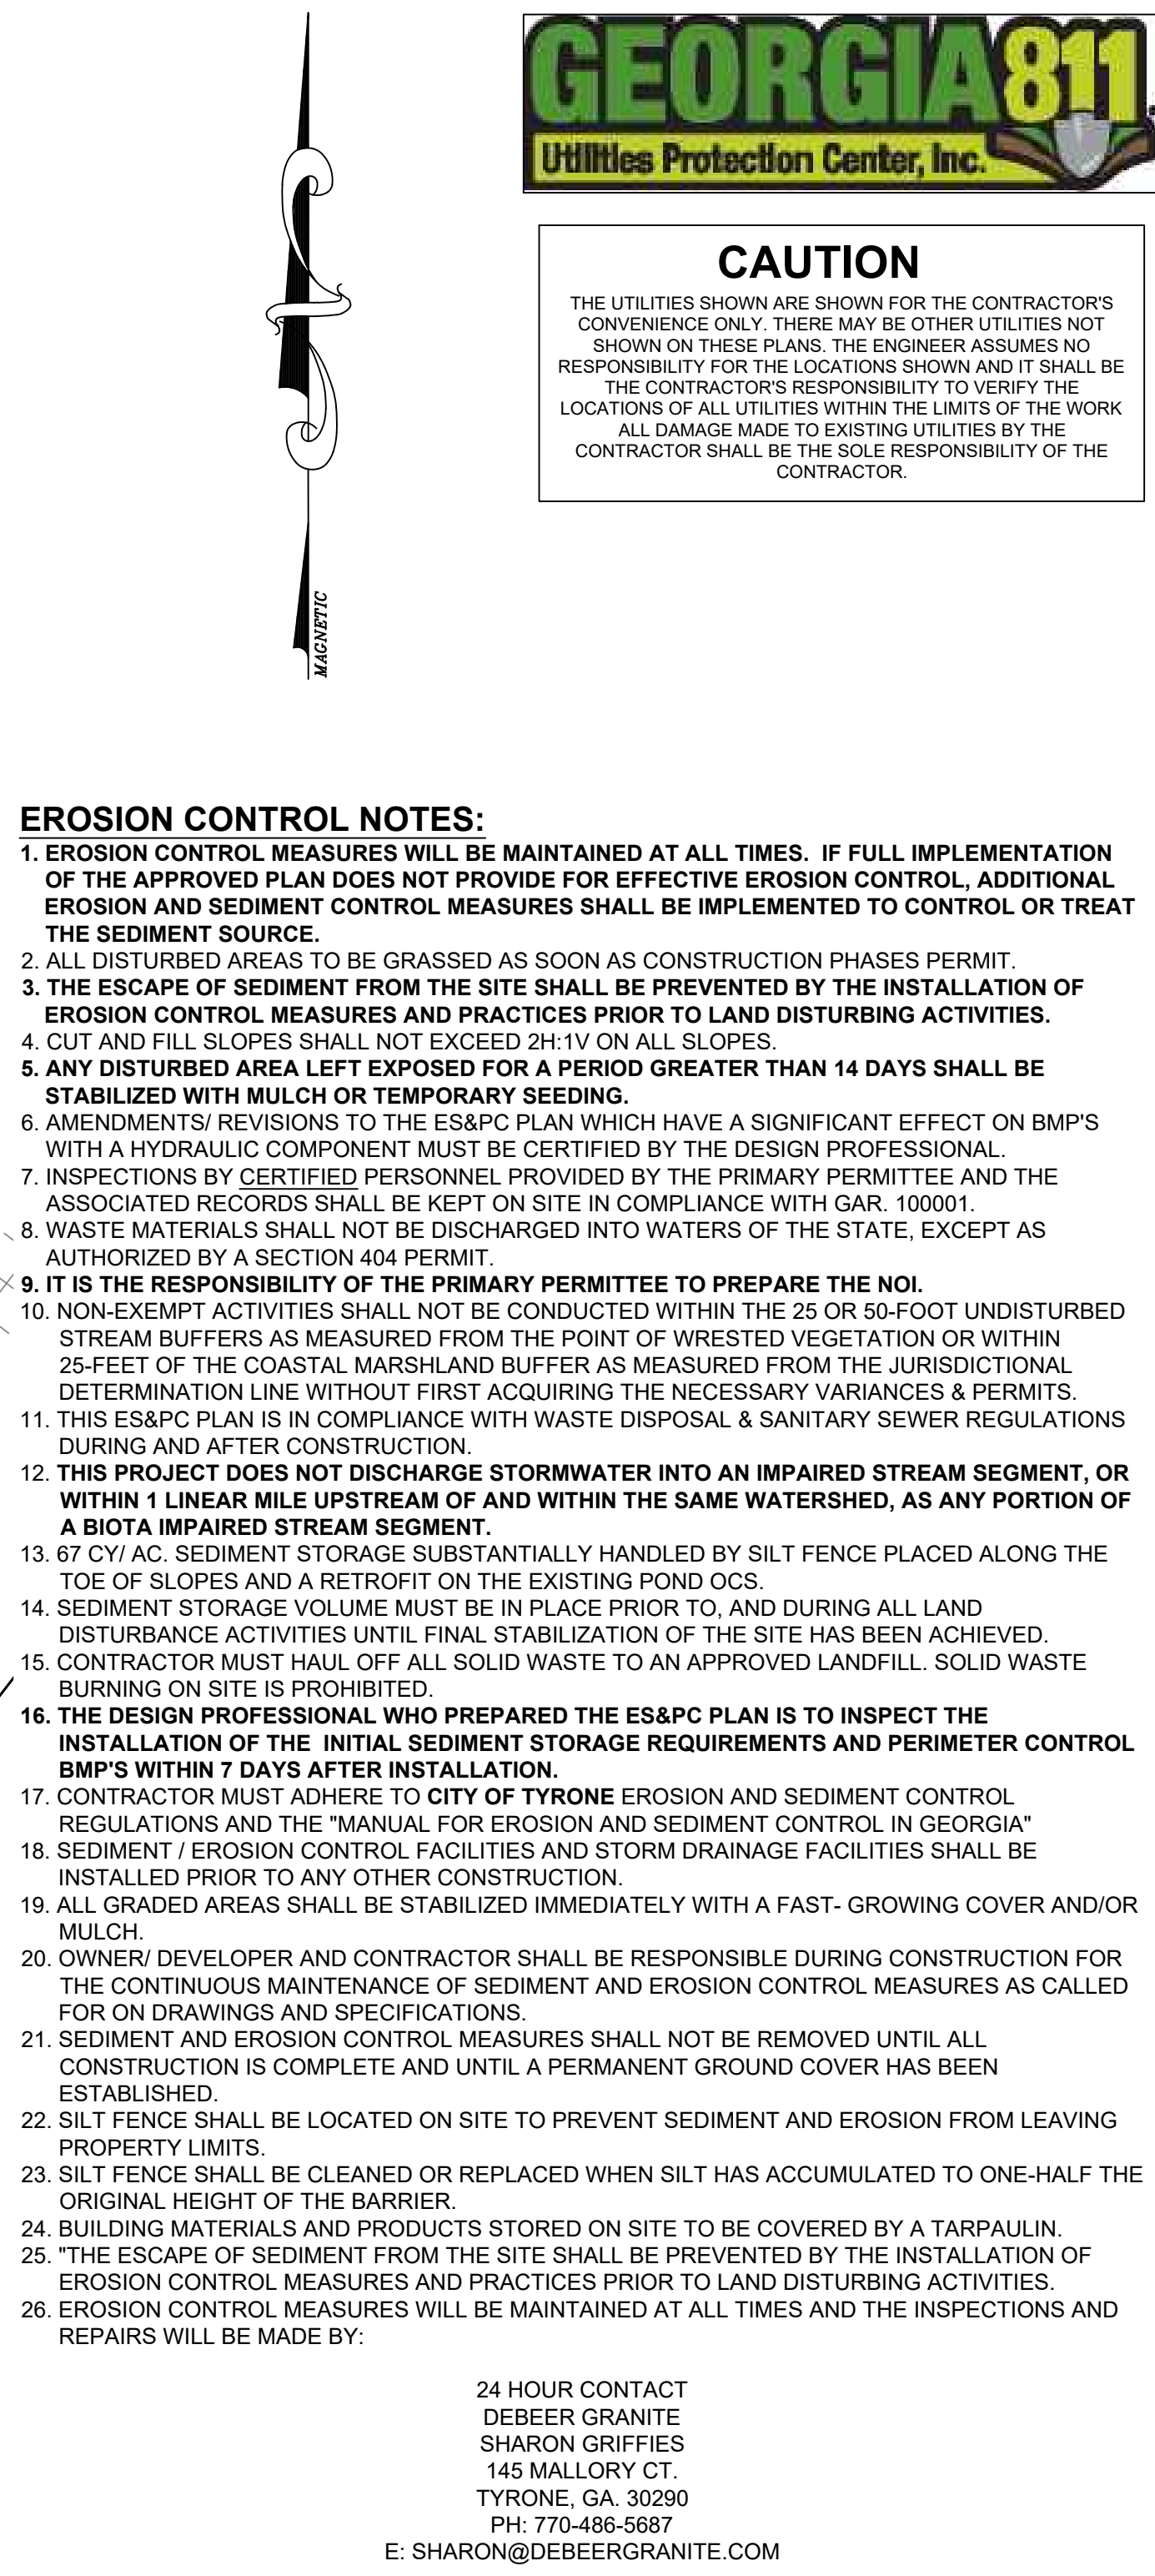 GEORGIA811.
Utilities Protection Center, Inc.
CAUTION
THE UTILITIES SHOWN ARE SHOWN FOR THE CONTRACTOR'S
CONVENIENCE ONLY. THERE MAY BE OTHER UTILITIES NOT
SHOWN ON THESE PLANS. THE ENGINEER ASSUMES NO
RESPONSIBILITY FOR THE LOCATIONS SHOWN AND IT SHALL BE
THE CONTRACTOR'S RESPONSIBILITY TO VERIFY THE
LOCATIONS OF ALL UTILITIES WITHIN THE LIMITS OF THE WORK
ALL DAMAGE MADE TO EXISTING UTILITIES BY THE
CONTRACTOR SHALL BE THE SOLE RESPONSIBILITY OF THE
CONTRACTOR.
MAGNETIC
EROSION CONTROL NOTES:
1. EROSION CONTROL MEASURES WILL BE MAINTAINED AT ALL TIMES. IF FULL IMPLEMENTATION
OF THE APPROVED PLAN DOES NOT PROVIDE FOR EFFECTIVE EROSION CONTROL, ADDITIONAL
EROSION AND SEDIMENT CONTROL MEASURES SHALL BE IMPLEMENTED TO CONTROL OR TREAT
THE SEDIMENT SOURCE.
2. ALL DISTURBED AREAS TO BE GRASSED AS SOON AS CONSTRUCTION PHASES PERMIT.
3. THE ESCAPE OF SEDIMENT FROM THE SITE SHALL BE PREVENTED BY THE INSTALLATION OF
EROSION CONTROL MEASURES AND PRACTICES PRIOR TO LAND DISTURBING ACTIVITIES.
4. CUT AND FILL SLOPES SHALL NOT EXCEED 2H:1V ON ALL SLOPES.
5. ANY DISTURBED AREA LEFT EXPOSED FOR A PERIOD GREATER THAN 14 DAYS SHALL BE
STABILIZED WITH MULCH OR TEMPORARY SEEDING.
6. AMENDMENTS/ REVISIONS TO THE ES&PC PLAN WHICH HAVE A SIGNIFICANT EFFECT ON BMP'S
WITH A HYDRAULIC COMPONENT MUST BE CERTIFIED BY THE DESIGN PROFESSIONAL.
7. INSPECTIONS BY CERTIFIED PERSONNEL PROVIDED BY THE PRIMARY PERMITTEE AND THE
ASSOCIATED RECORDS SHALL BE KEPT ON SITE IN COMPLIANCE WITH GAR. 100001.
8. WASTE MATERIALS SHALL NOT BE DISCHARGED INTO WATERS OF THE STATE, EXCEPT AS
AUTHORIZED BY A SECTION 404 PERMIT.
9. IT IS THE RESPONSIBILITY OF THE PRIMARY PERMITTEE TO PREPARE THE NOI.
10. NON-EXEMPT ACTIVITIES SHALL NOT BE CONDUCTED WITHIN THE 25 OR 50-FOOT UNDISTURBED
STREAM BUFFERS AS MEASURED FROM THE POINT OF WRESTED VEGETATION OR WITHIN
25-FEET OF THE COASTAL MARSHLAND BUFFER AS MEASURED FROM THE JURISDICTIONAL
DETERMINATION LINE WITHOUT FIRST ACQUIRING THE NECESSARY VARIANCES & PERMITS.
11. THIS ES&PC PLAN IS IN COMPLIANCE WITH WASTE DISPOSAL & SANITARY SEWER REGULATIONS
DURING AND AFTER CONSTRUCTION.
12. THIS PROJECT DOES NOT DISCHARGE STORMWATER INTO AN IMPAIRED STREAM SEGMENT, OR
WITHIN 1 LINEAR MILE UPSTREAM OF AND WITHIN THE SAME WATERSHED, AS ANY PORTION OF
A BIOTA IMPAIRED STREAM SEGMENT.
13. 67 CY/ AC. SEDIMENT STORAGE SUBSTANTIALLY HANDLED BY SILT FENCE PLACED ALONG THE
TOE OF SLOPES AND A RETROFIT ON THE EXISTING POND OCS.
14. SEDIMENT STORAGE VOLUME MUST BE IN PLACE PRIOR TO, AND DURING ALL LAND
DISTURBANCE ACTIVITIES UNTIL FINAL STABILIZATION OF THE SITE HAS BEEN ACHIEVED.
15. CONTRACTOR MUST HAUL OFF ALL SOLID WASTE TO AN APPROVED LANDFILL. SOLID WASTE
BURNING ON SITE IS PROHIBITED.
16. THE DESIGN PROFESSIONAL WHO PREPARED THE ES&PC PLAN IS TO INSPECT THE
INSTALLATION OF THE INITIAL SEDIMENT STORAGE REQUIREMENTS AND PERIMETER CONTROL
BMP'S WITHIN 7 DAYS AFTER INSTALLATION.
17. CONTRACTOR MUST ADHERE TO CITY OF TYRONE EROSION AND SEDIMENT CONTROL
REGULATIONS AND THE "MANUAL FOR EROSION AND SEDIMENT CONTROL IN GEORGIA"
18. SEDIMENT / EROSION CONTROL FACILITIES AND STORM DRAINAGE FACILITIES SHALL BE
INSTALLED PRIOR TO ANY OTHER CONSTRUCTION.
19. ALL GRADED AREAS SHALL BE STABILIZED IMMEDIATELY WITH A FAST- GROWING COVER AND/OR
MULCH.
20. OWNER/ DEVELOPER AND CONTRACTOR SHALL BE RESPONSIBLE DURING CONSTRUCTION FOR
THE CONTINUOUS MAINTENANCE OF SEDIMENT AND EROSION CONTROL MEASURES AS CALLED
FOR ON DRAWINGS AND SPECIFICATIONS.
21. SEDIMENT AND EROSION CONTROL MEASURES SHALL NOT BE REMOVED UNTIL ALL
CONSTRUCTION IS COMPLETE AND UNTIL A PERMANENT GROUND COVER HAS BEEN
ESTABLISHED.
22. SILT FENCE SHALL BE LOCATED ON SITE TO PREVENT SEDIMENT AND EROSION FROM LEAVING
PROPERTY LIMITS.
23. SILT FENCE SHALL BE CLEANED OR REPLACED WHEN SILT HAS ACCUMULATED TO ONE-HALF THE
ORIGINAL HEIGHT OF THE BARRIER.
24. BUILDING MATERIALS AND PRODUCTS STORED ON SITE TO BE COVERED BY A TARPAULIN.
25. "THE ESCAPE OF SEDIMENT FROM THE SITE SHALL BE PREVENTED BY THE INSTALLATION OF
EROSION CONTROL MEASURES AND PRACTICES PRIOR TO LAND DISTURBING ACTIVITIES.
26. EROSION CONTROL MEASURES WILL BE MAINTAINED AT ALL TIMES AND THE INSPECTIONS AND
REPAIRS WILL BE MADE BY:
24 HOUR CONTACT
DEBEER GRANITE
SHARON GRIFFIES
145 MALLORY CT.
TYRONE, GA. 30290
PH: 770-486-5687
E: SHARON@DEBEERGRANITE.COM